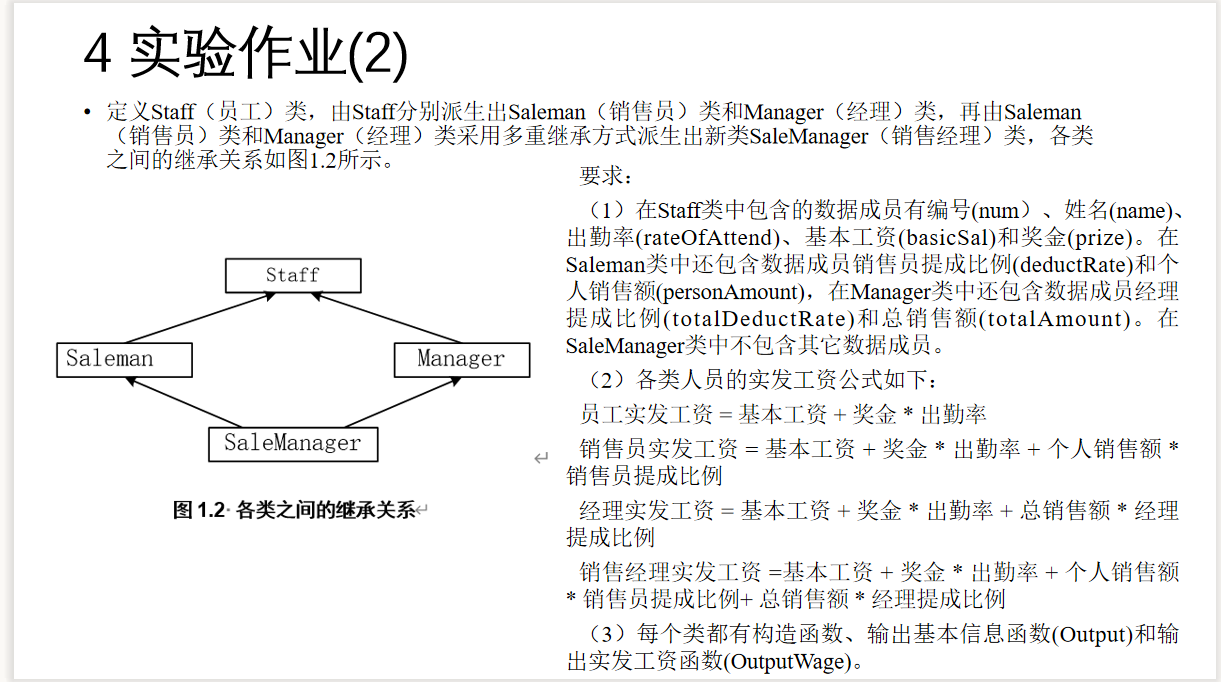 4 实验作业(2)
• 定义Staff（员工）类，由Staff分别派生出Saleman（销售员）类和Manager（经理）类，再由Saleman
（销售员）类和Manager（经理）类采用多重继承方式派生出新类SaleManager（销售经理）类，各类
之间的继承关系如图1.2所示。
Staff
Saleman
Manager
SaleManager
图 1.2 各类之间的继承关系↵
↵
要求：
（1）在Staff类中包含的数据成员有编号(num）、姓名(name)、
出勤率(rateOfAttend)、基本工资(basicSal)和奖金(prize)。在
Saleman类中还包含数据成员销售员提成比例(deductRate)和个
人销售额(personAmount)，在Manager类中还包含数据成员经理
提成比例(totalDeductRate)和总销售额(totalAmount)。在
SaleManager类中不包含其它数据成员。
（2）各类人员的实发工资公式如下：
员工实发工资 = 基本工资 + 奖金 * 出勤率
销售员实发工资 = 基本工资 + 奖金 * 出勤率 + 个人销售额 *
销售员提成比例
经理实发工资 = 基本工资 + 奖金 * 出勤率 + 总销售额 * 经理
提成比例
销售经理实发工资 =基本工资 + 奖金 * 出勤率 + 个人销售额
* 销售员提成比例+ 总销售额 * 经理提成比例
（3）每个类都有构造函数、输出基本信息函数(Output)和输
出实发工资函数(OutputWage)。